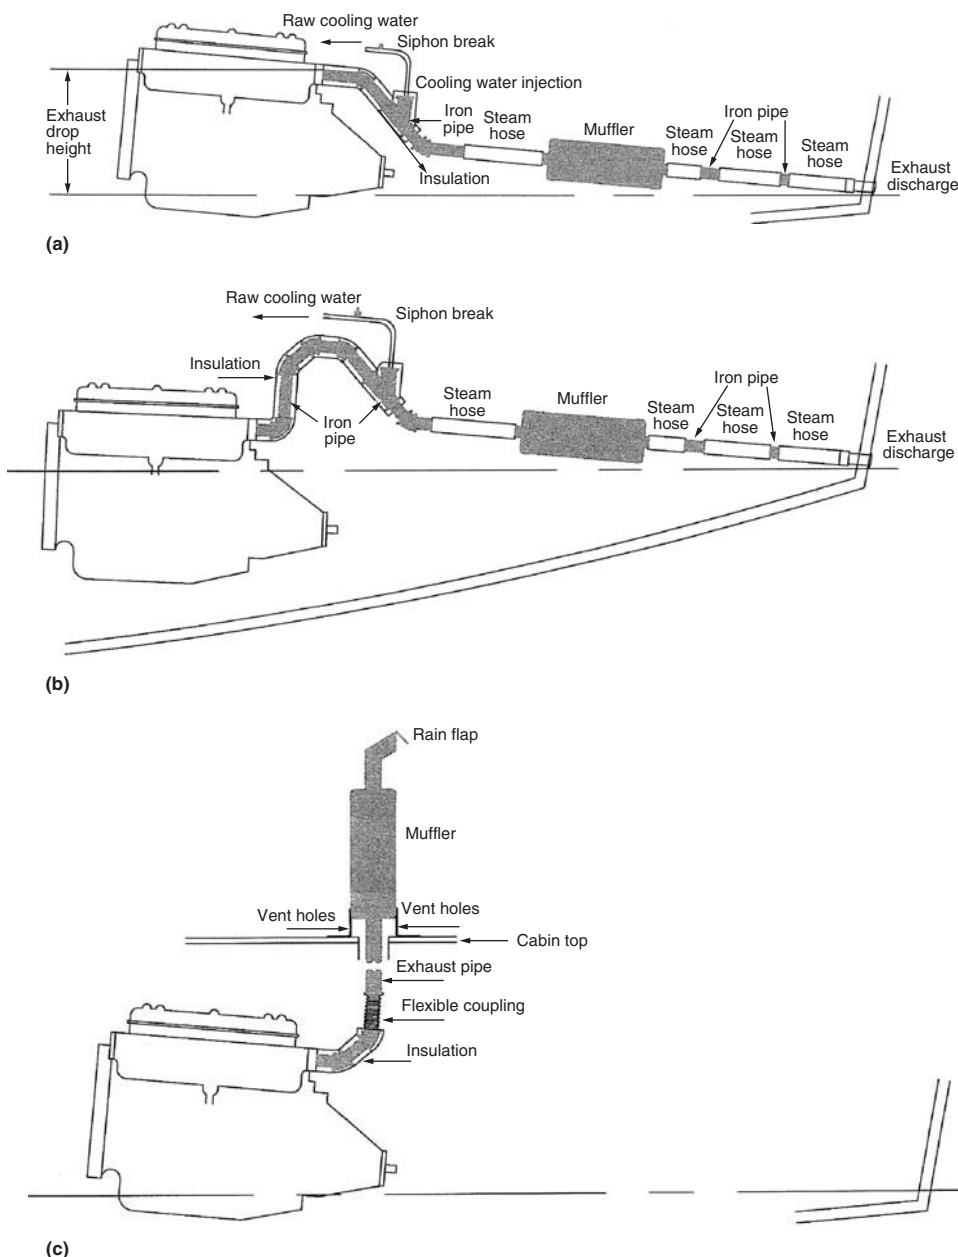 Raw cooling water
Siphon break
Cooling water injection
Exhaust
drop
height
Iron
pipe
Steam
hose
Muffler
Steam
hose
Iron pipe
Steam
hose
Steam
hose
Insulation
Exhaust
discharge
(a)
Raw cooling water
Siphon break
Insulation
Iron
pipe
Steam
hose
Muffler
Steam
hose
Iron pipe
Steam
hose
Steam
hose
Exhaust
discharge
(b)
Rain flap
Muffler
Vent holes
Vent holes
Cabin top
Exhaust pipe
Flexible coupling
Insulation
(c)